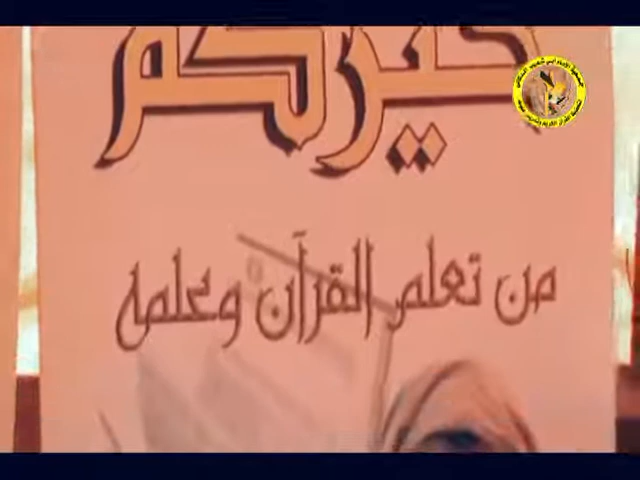 خيركم
من تعلم القرآن وعلمه